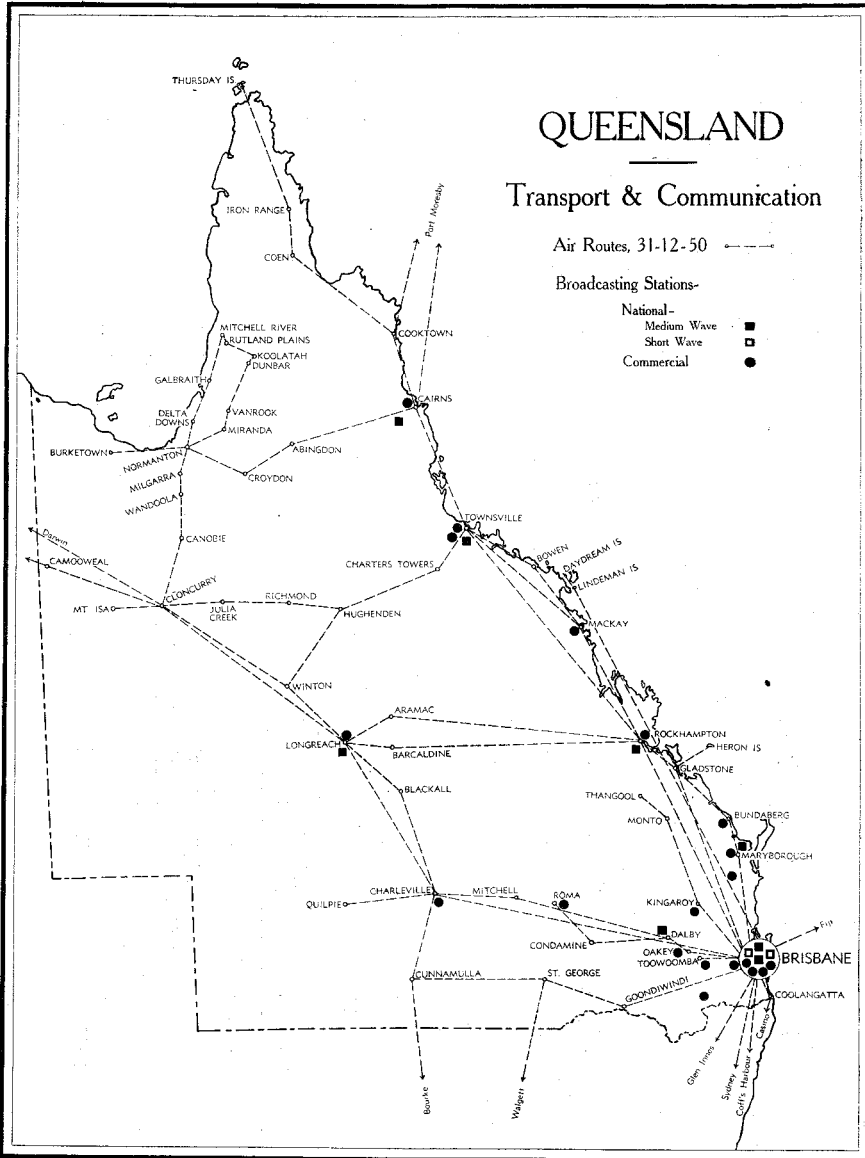 QUEENSLAND
Transport & Communication
Air Routes, 31-12-50
Broadcasting Stations-
National-
Medium Wave
Short Wave
Commercial
THURSDAY IS.
Port Moresby
IRON RANGE
COEN
COOKTOWN
MITCHELL RIVER
RUTLAND PLAINS
KOOLATAH
DUNBAR
GALBRAITH
CAIRNS
VANROOK
DELTA
DOWNS
MIRANDA
ABINGDON
BURKETOWN
NORMANTON
CROYDON
MILGARRA
WANDOOLA
TOWNSVILLE
Darwin
CANOBIE
BOWEN
DAYDREAM IS
LINDEMAN IS
CAMOOWEAL
CHARTERS TOWERS
CLONCURRY
MT ISA
JULIA
CREEK
RICHMOND
HUGHENDEN
MACKAY
WINTON
ARAMAC
LONGREACH
BARCALDINE
ROCKHAMPTON
HERON IS
GLADSTONE
BLACKALL
THANGOOL
MONTO
BUNDABERG
MARYBOROUGH
QUILPIE
CHARLEVILLE
MITCHELL
ROMA
KINGAROY
CONDAMINE
DALBY
OAKEY
TOOWOOMBA
Fiji
BRISBANE
CUNNAMULLA
ST. GEORGE
GOONDIWINDI
COOLANGATTA
Casino
Glen Innes
Sydney
Coff's Harbour
Bourke
Walgett